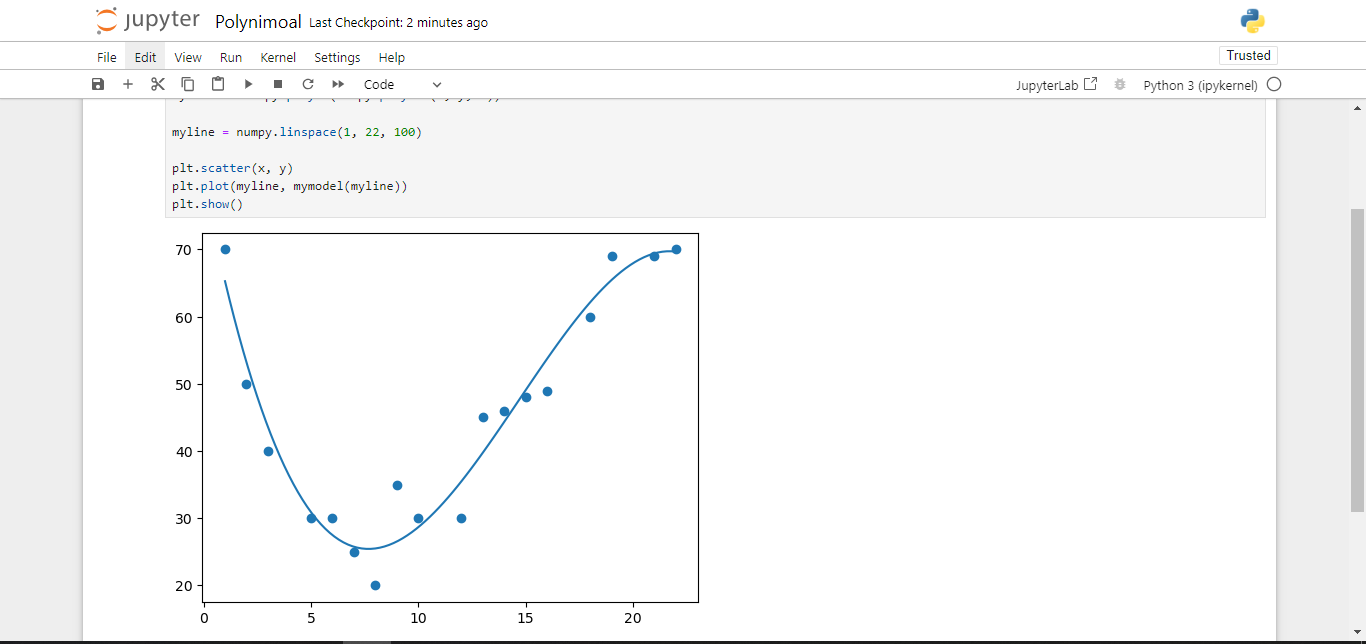 jupyter Polynimoal Last Checkpoint: 2 minutes ago
File Edit View Run Kernel Settings Help Trusted
Code JupyterLab Python 3 (ipykernel)
myline = numpy.linspace(1, 22, 100)
plt.scatter(x, y)
plt.plot(myline, mymodel(myline))
plt.show()
70
60
50
40
30
20
0 5 10 15 20